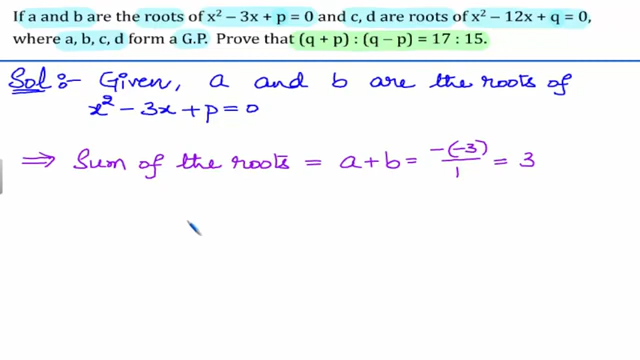 If a and b are the roots of x² – 3x + p = 0 and c, d are roots of x² – 12x + q = 0,
where a, b, c, d form a G.P. Prove that (q + p) : (q – p) = 17 : 15.
Sol :- Given, a and b are the roots of
x² - 3x + p = 0
⟹ Sum of the roots = a + b = -(-3)/1 = 3